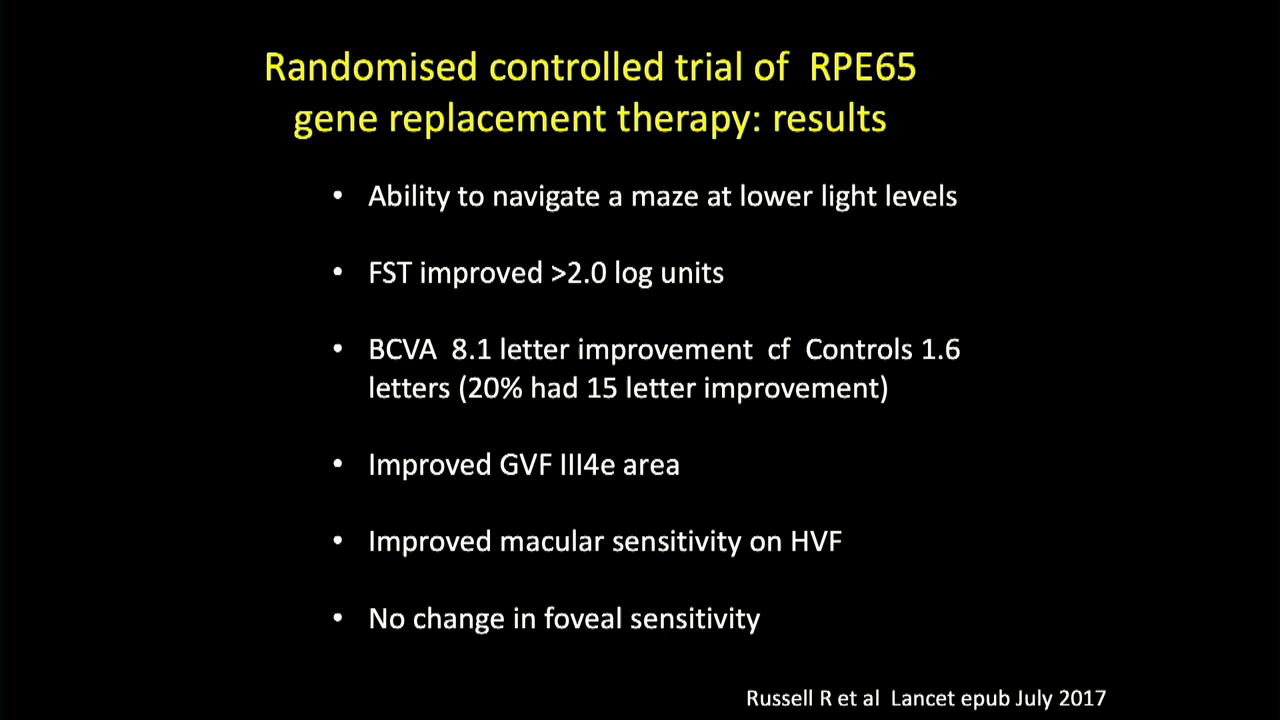 Randomised controlled trial of RPE65
gene replacement therapy: results
• Ability to navigate a maze at lower light levels
• FST improved >2.0 log units
• BCVA 8.1 letter improvement cf Controls 1.6
letters (20% had 15 letter improvement)
• Improved GVF III4e area
• Improved macular sensitivity on HVF
• No change in foveal sensitivity
Russell R et al Lancet epub July 2017